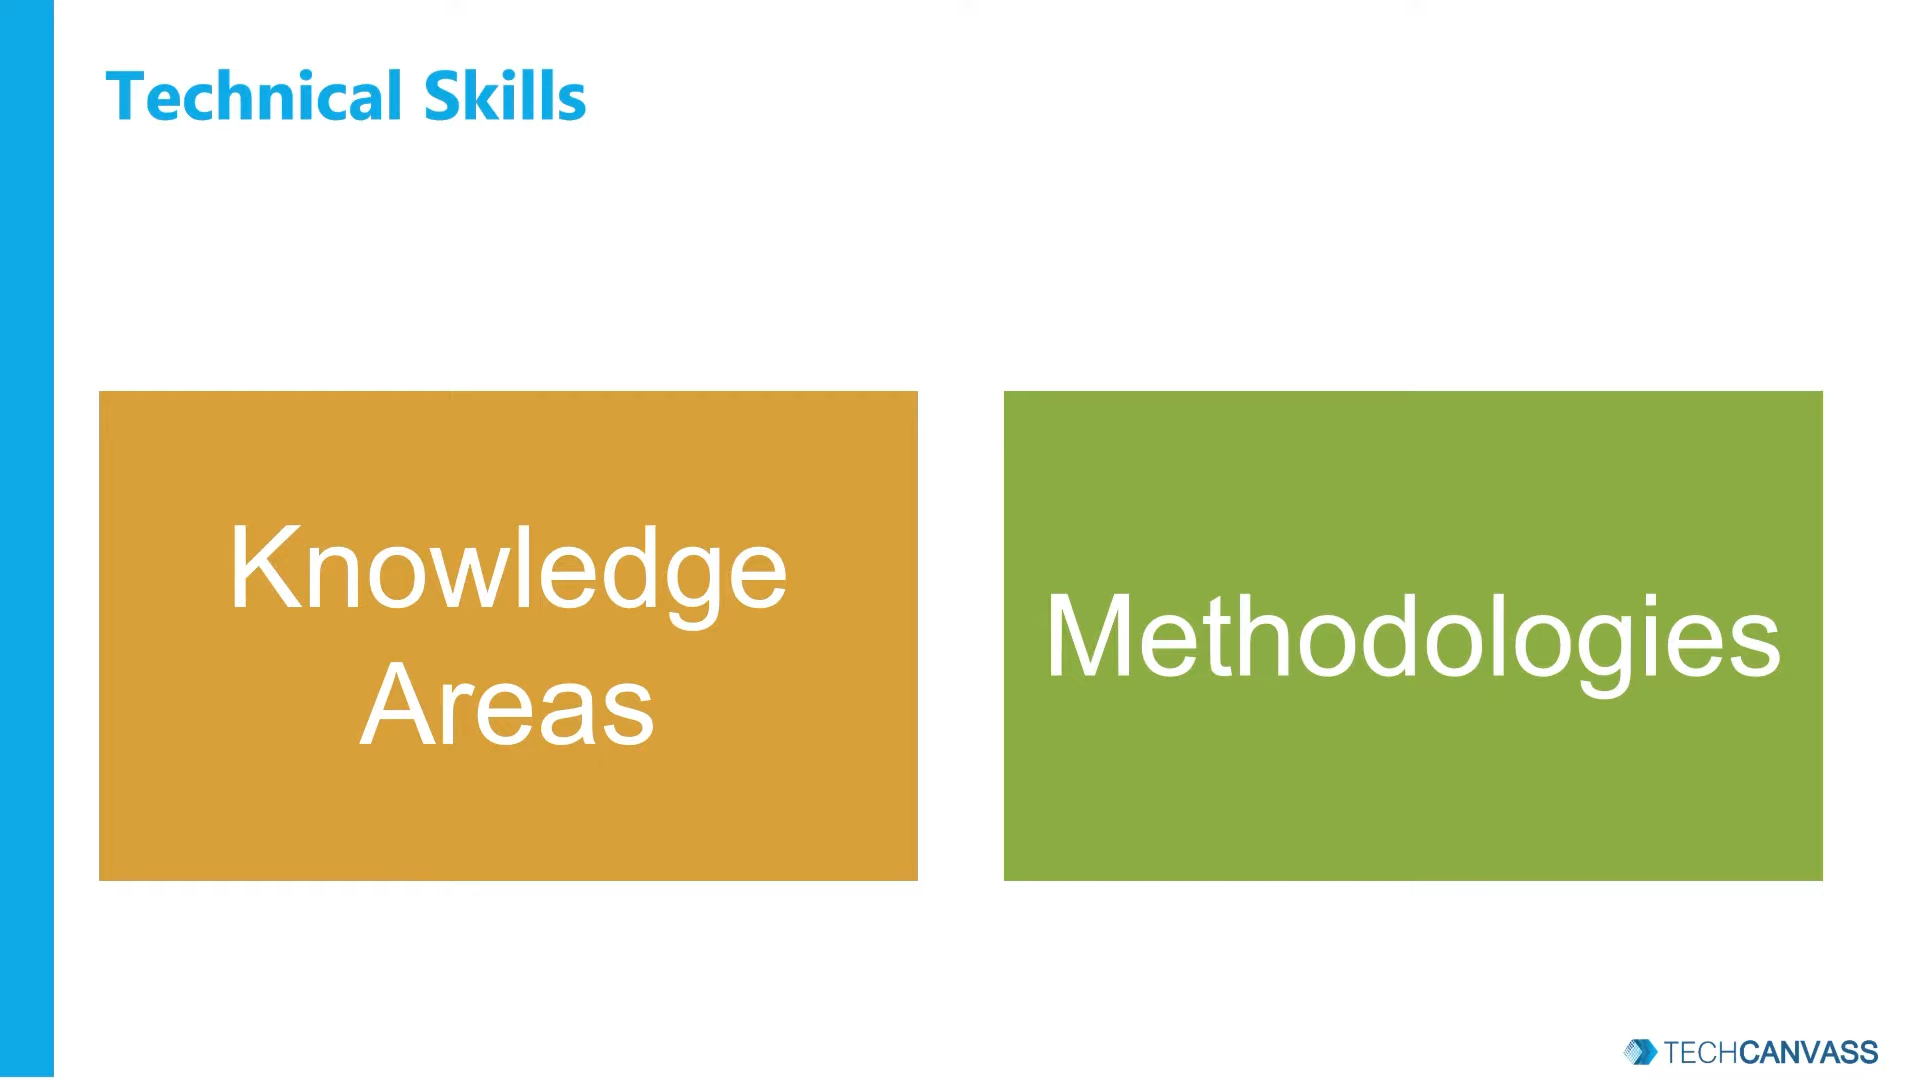 Technical Skills
Knowledge
Areas
Methodologies
TECHCANVASS